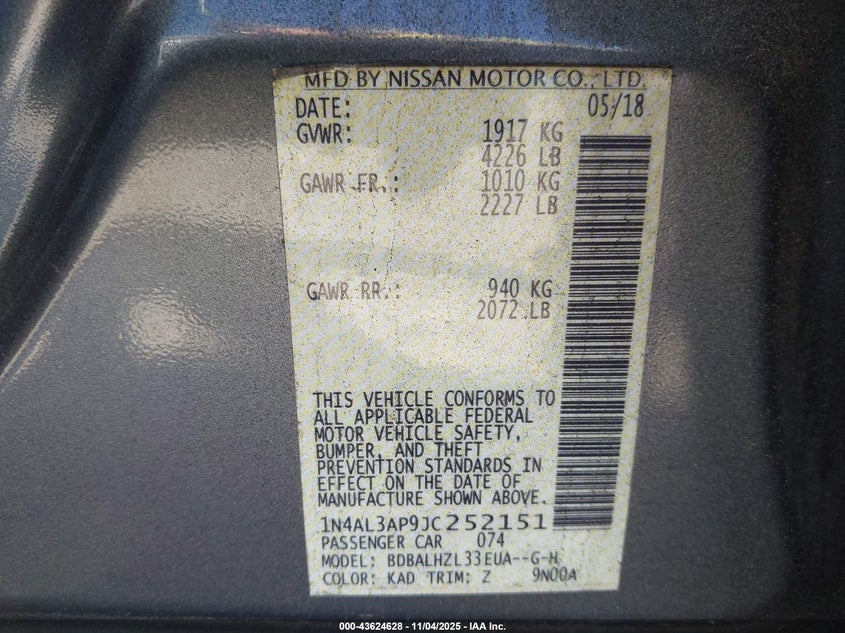 MFD BY NISSAN MOTOR CO., LTD.
DATE: 05/18
GVWR: 1917 KG
4226 LB
GAWR FR.: 1010 KG
2227 LB
GAWR RR.: 940 KG
2072 LB
THIS VEHICLE CONFORMS TO
ALL APPLICABLE FEDERAL
MOTOR VEHICLE SAFETY,
BUMPER, AND THEFT
PREVENTION STANDARDS IN
EFFECT ON THE DATE OF
MANUFACTURE SHOWN ABOVE.
1N4AL3AP9JC252151
PASSENGER CAR 074
MODEL: BDBALHZL33EUA--G-H
COLOR: KAD TRIM: Z 9N00A
000-43624628 - 11/04/2025 - IAA Inc.